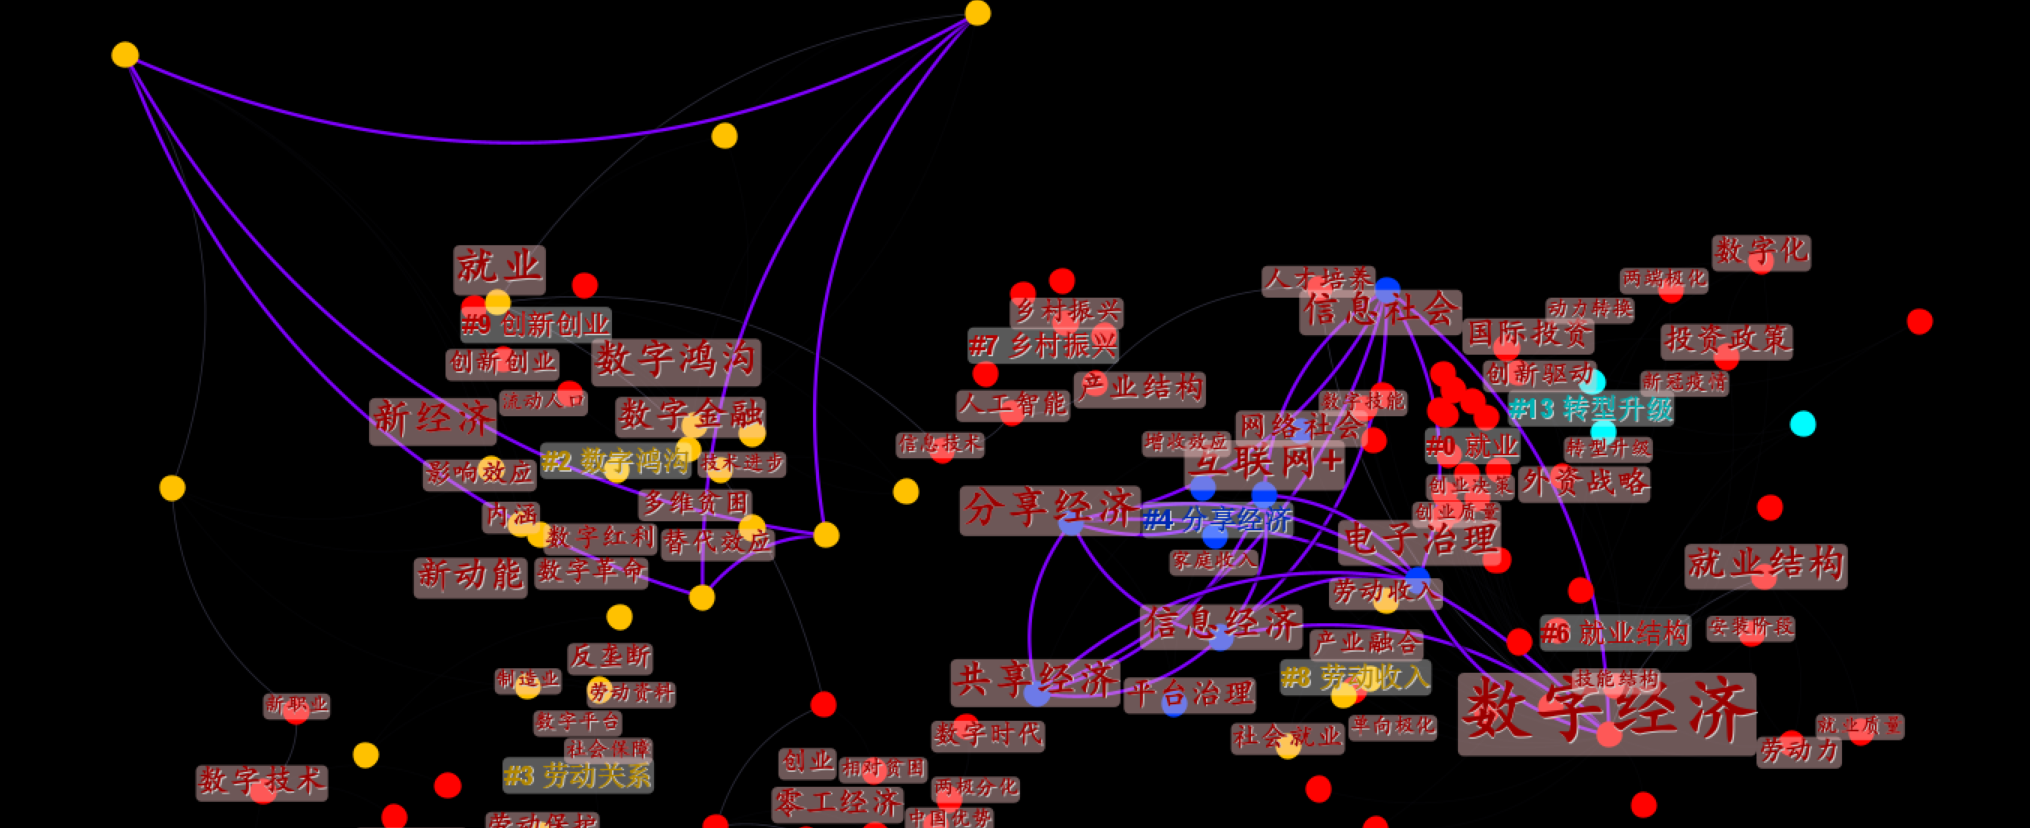 就业
#9 创新创业
创新创业
数字鸿沟
流动人口
新经济
数字金融
#2 数字鸿沟
技术进步
影响效应
多维贫困
内涵
数字红利
替代效应
新动能
数字革命
反垄断
制造业
劳动资料
数字平台
社会保障
#3 劳动关系
劳动保护
新职业
数字技术
乡村振兴
#7 乡村振兴
产业结构
人工智能
信息技术
人才培养
信息社会
数字技能
网络社会
增收效应
互联网+
分享经济
#4 分享经济
家庭收入
电子治理
劳动收入
信息经济
产业融合
#8 劳动收入
共享经济
平台治理
社会就业
单向极化
数字时代
创业
相对贫困
两极分化
零工经济
中国优势
数字化
两端极化
动力转换
国际投资
投资政策
创新驱动
新冠疫情
#13 转型升级
#0 就业
转型升级
创业决策
外资战略
创业质量
就业结构
#6 就业结构
安装阶段
技能结构
数字经济
就业质量
劳动力